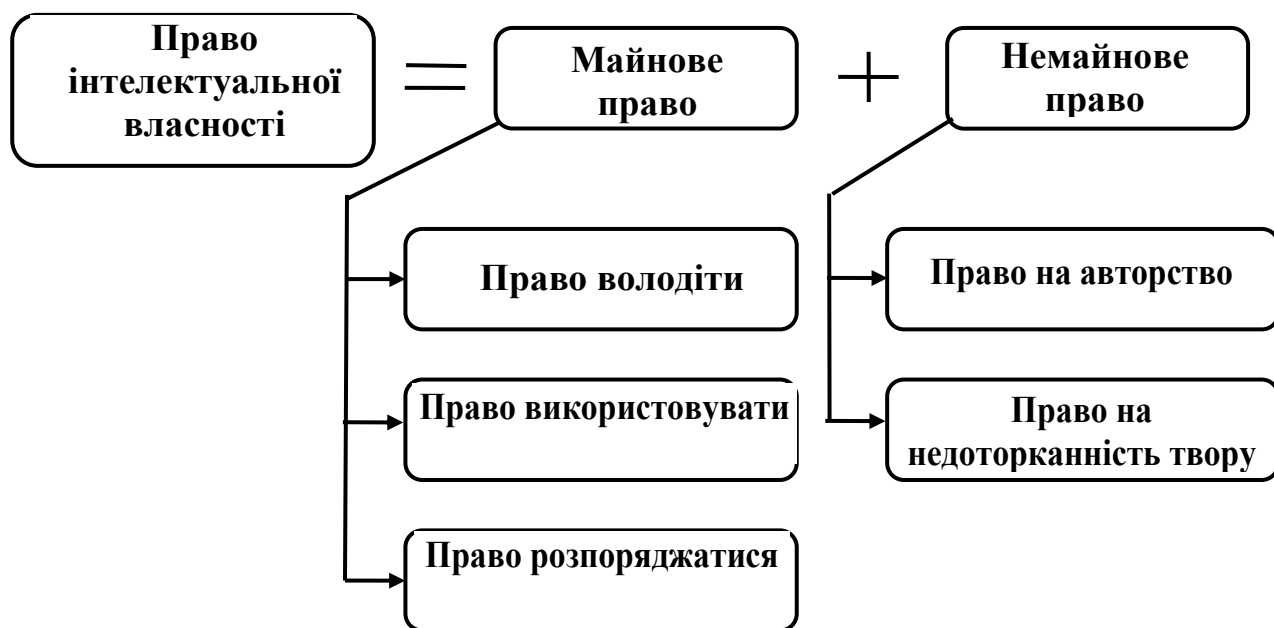 Право
інтелектуальної
власності
=
Майнове
право
+
Немайнове
право
Право володіти
Право використовувати
Право розпоряджатися
Право на авторство
Право на
недоторканність твору